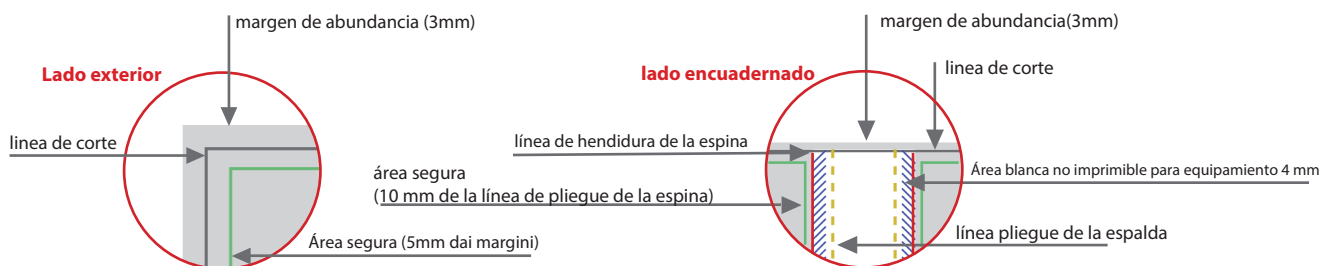 margen de abundancia (3mm)
Lado exterior
linea de corte
Área segura (5mm dai margini)
margen de abundancia(3mm)
lado encuadernado
linea de corte
línea de hendidura de la espina
área segura
(10 mm de la línea de pliegue de la espina)
Área blanca no imprimible para equipamiento 4 mm
línea pliegue de la espalda